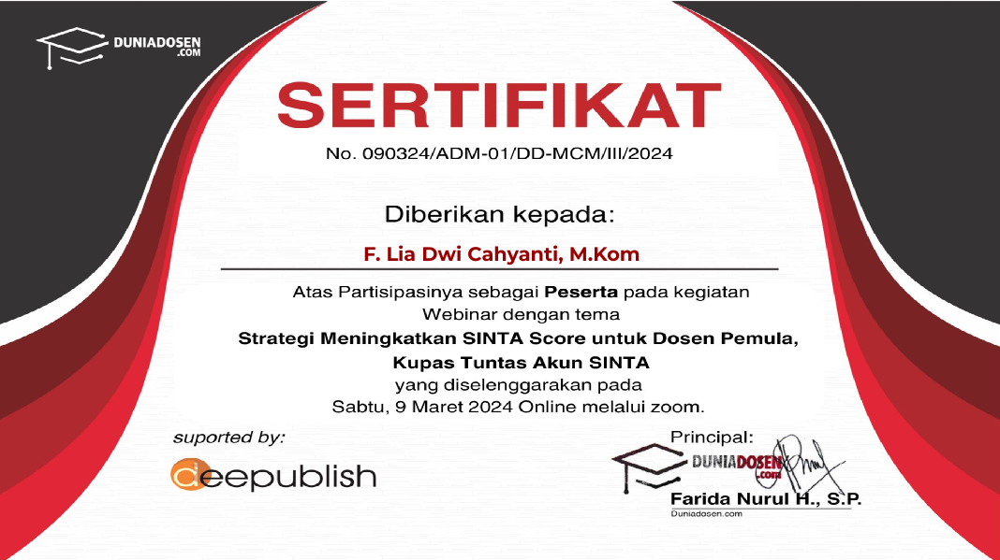 DUNIADOSEN
.COM
SERTIFIKAT
No. 090324/ADM-01/DD-MCM/III/2024
Diberikan kepada:
F. Lia Dwi Cahyanti, M.Kom
Atas Partisipasinya sebagai Peserta pada kegiatan
Webinar dengan tema
Strategi Meningkatkan SINTA Score untuk Dosen Pemula,
Kupas Tuntas Akun SINTA
yang diselenggarakan pada
Sabtu, 9 Maret 2024 Online melalui zoom.
suported by:
deepublish
Principal:
DUNIADOSEN
.com
Farida Nurul H., S.P.
Duniadosen.com